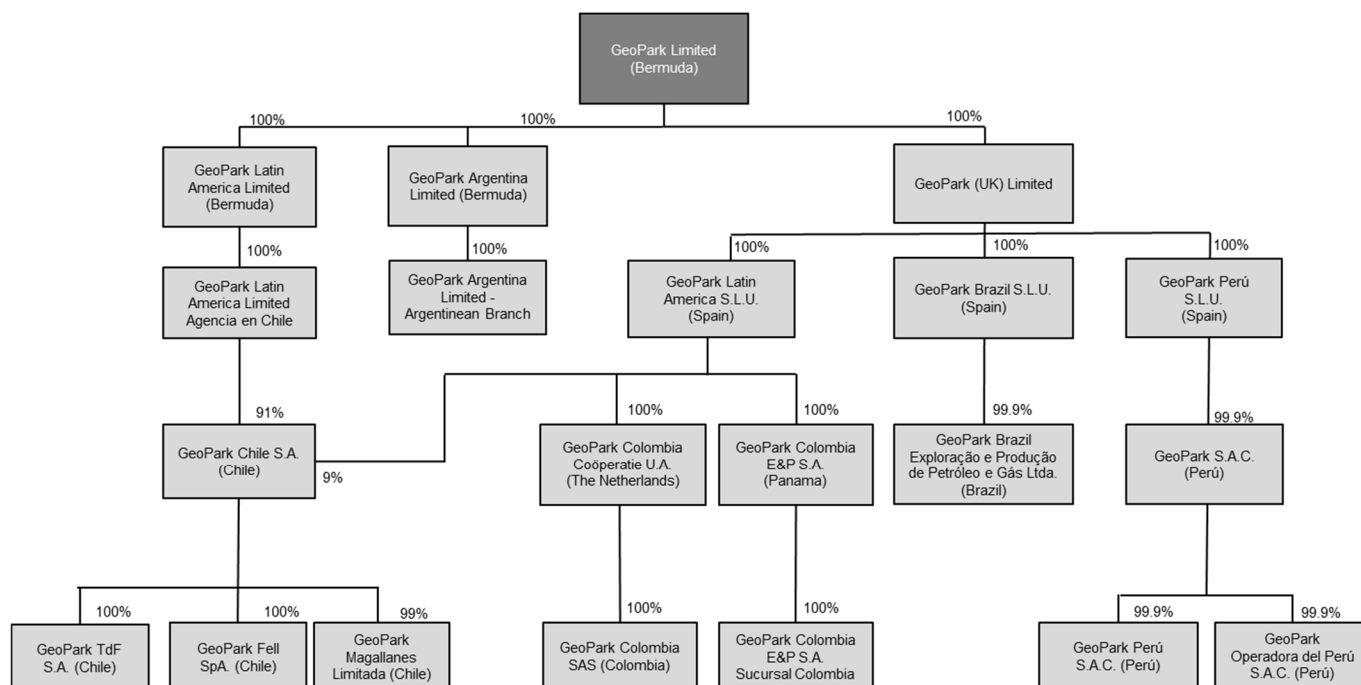 GeoPark Limited
(Bermuda)
100%
100%
100%
GeoPark Latin
America Limited
(Bermuda)
GeoPark Argentina
Limited (Bermuda)
GeoPark (UK) Limited
100%
100%
100%
100%
100%
GeoPark Latin
America Limited
Agencia en Chile
GeoPark Argentina
Limited -
Argentinean Branch
GeoPark Latin
America S.L.U.
(Spain)
GeoPark Brazil S.L.U.
(Spain)
GeoPark Perú
S.L.U.
(Spain)
91%
100%
100%
99.9%
99.9%
GeoPark Chile S.A.
(Chile)
9%
GeoPark Colombia
Coöperatie U.A.
(The Netherlands)
GeoPark Colombia
E&P S.A.
(Panama)
GeoPark Brazil
Exploração e Produção
de Petróleo e Gás Ltda.
(Brazil)
GeoPark S.A.C.
(Perú)
100%
100%
99%
100%
100%
99.9%
99.9%
GeoPark TdF
S.A. (Chile)
GeoPark Fell
SpA. (Chile)
GeoPark
Magallanes
Limitada (Chile)
GeoPark Colombia
SAS (Colombia)
GeoPark Colombia
E&P S.A.
Sucursal Colombia
GeoPark Perú
S.A.C. (Perú)
GeoPark
Operadora del Perú
S.A.C. (Perú)